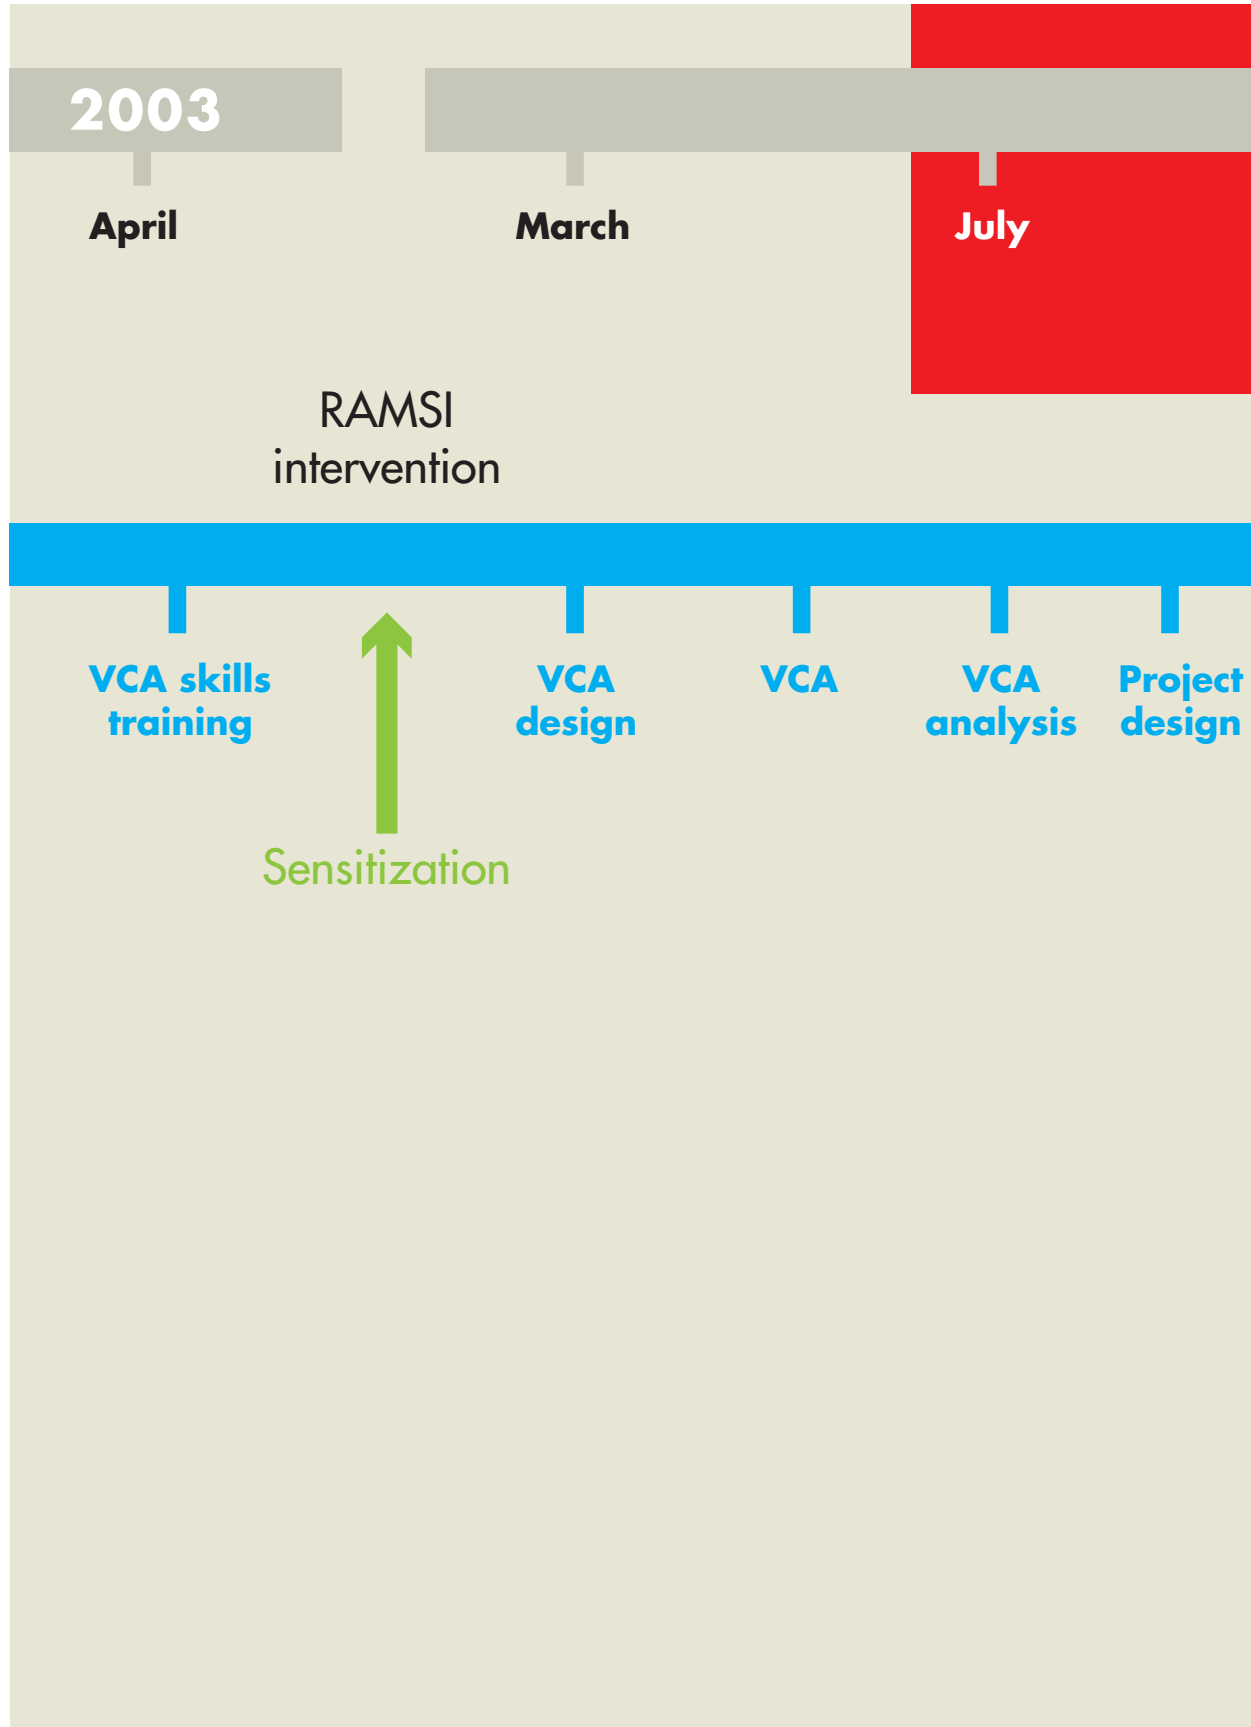 2003
April
March
July
RAMSI
intervention
VCA skills
training
VCA
design
VCA
VCA
analysis
Project
design
Sensitization